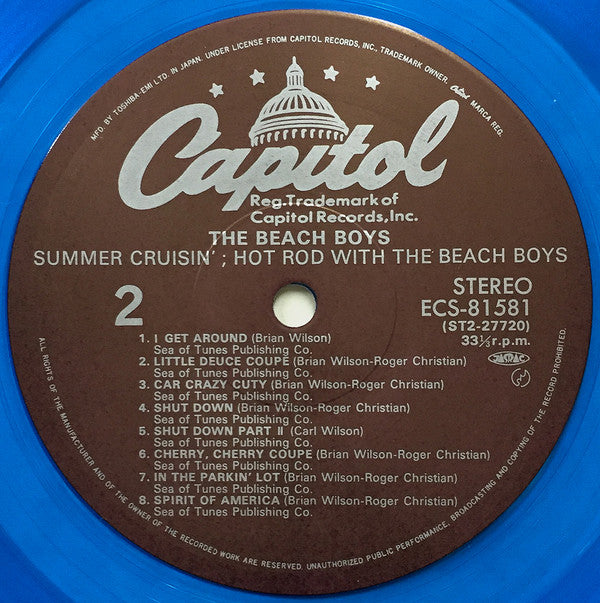 MFD. BY TOSHIBA-EMI LTD. IN JAPAN. UNDER LICENSE FROM CAPITOL RECORDS, INC., TRADEMARK OWNER. Capitol MARCA REG.
Capitol
Reg.Trademark of
Capitol Records,Inc.
THE BEACH BOYS
SUMMER CRUISIN' ; HOT ROD WITH THE BEACH BOYS
2
STEREO
ECS-81581
(ST2-27720)
33⅓r.p.m.
JASRAC
1. I GET AROUND (Brian Wilson)
Sea of Tunes Publishing Co.
2. LITTLE DEUCE COUPE (Brian Wilson-Roger Christian)
Sea of Tunes Publishing Co.
3. CAR CRAZY CUTY (Brian Wilson-Roger Christian)
Sea of Tunes Publishing Co.
4. SHUT DOWN (Brian Wilson-Roger Christian)
Sea of Tunes Publishing Co.
5. SHUT DOWN PART II (Carl Wilson)
Sea of Tunes Publishing Co.
6. CHERRY, CHERRY COUPE (Brian Wilson-Roger Christian)
Sea of Tunes Publishing Co.
7. IN THE PARKIN' LOT (Brian Wilson-Roger Christian)
Sea of Tunes Publishing Co.
8. SPIRIT OF AMERICA (Brian Wilson-Roger Christian)
Sea of Tunes Publishing Co.
ALL RIGHTS OF THE MANUFACTURER AND OF THE OWNER OF THE RECORDED WORK ARE RESERVED. UNAUTHORIZED PUBLIC PERFORMANCE, BROADCASTING AND COPYING OF THE RECORD PROHIBITED.